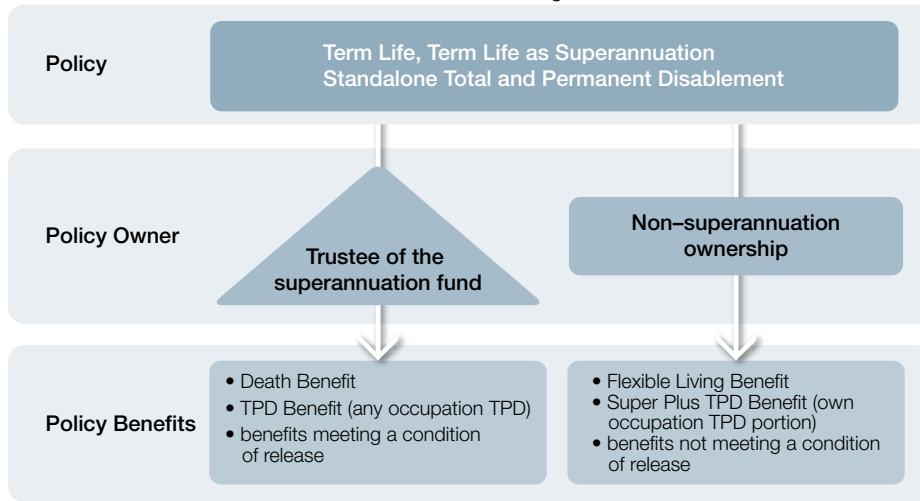 Policy
Term Life, Term Life as Superannuation
Standalone Total and Permanent Disablement
Policy Owner
Trustee of the
superannuation fund
Non–superannuation
ownership
Policy Benefits
• Death Benefit
• TPD Benefit (any occupation TPD)
• benefits meeting a condition
of release
• Flexible Living Benefit
• Super Plus TPD Benefit (own
occupation TPD portion)
• benefits not meeting a condition
of release